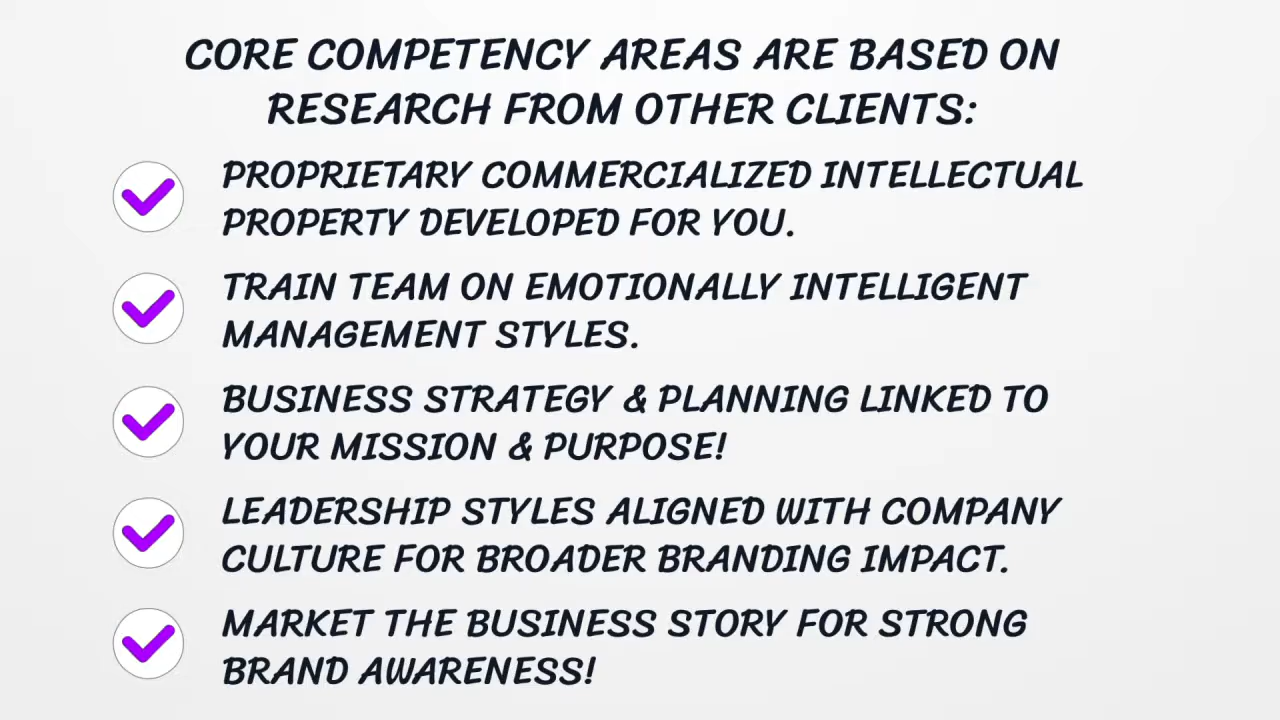 CORE COMPETENCY AREAS ARE BASED ON
RESEARCH FROM OTHER CLIENTS:
PROPRIETARY COMMERCIALIZED INTELLECTUAL
PROPERTY DEVELOPED FOR YOU.
TRAIN TEAM ON EMOTIONALLY INTELLIGENT
MANAGEMENT STYLES.
BUSINESS STRATEGY & PLANNING LINKED TO
YOUR MISSION & PURPOSE!
LEADERSHIP STYLES ALIGNED WITH COMPANY
CULTURE FOR BROADER BRANDING IMPACT.
MARKET THE BUSINESS STORY FOR STRONG
BRAND AWARENESS!